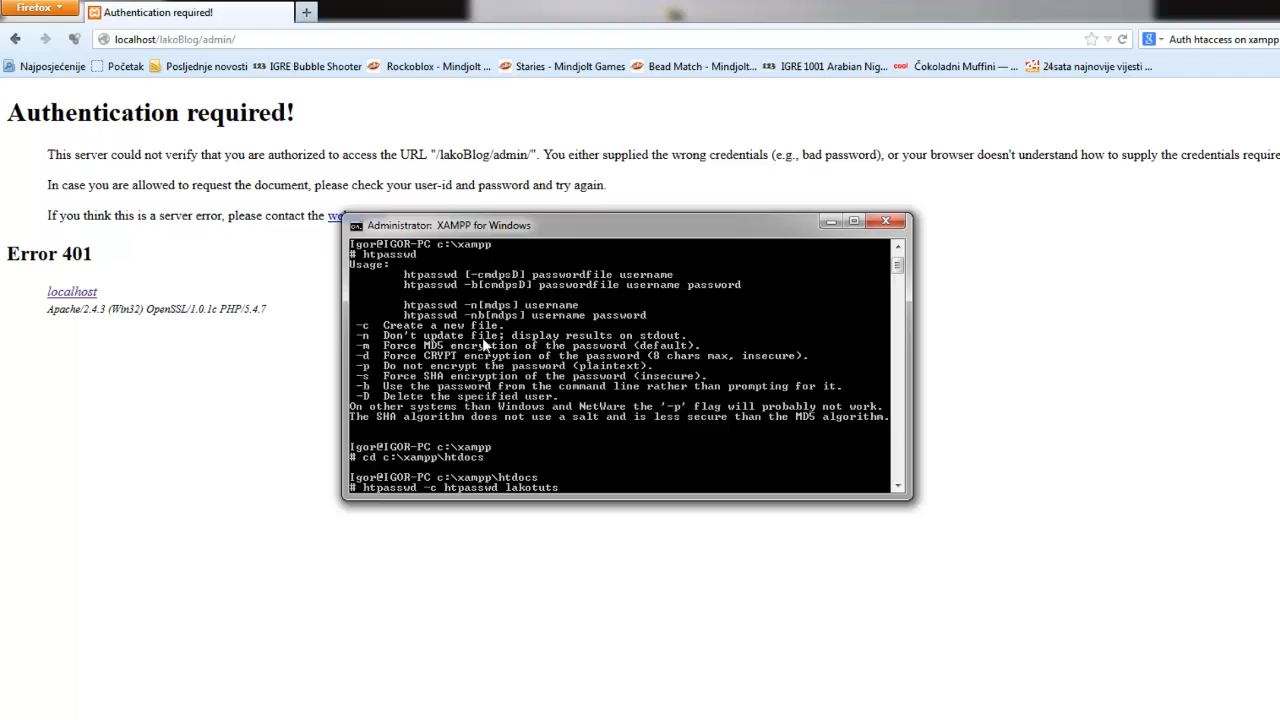 Firefox
Authentication required!
localhost/lakoBlog/admin/
Auth htaccess on xampp
Najposjećenije Početak Posljednje novosti 123 IGRE Bubble Shooter Rockoblox — Mindjolt ... Staries - Mindjolt Games Bead Match - Mindjolt... 123 IGRE 1001 Arabian Nig... cool Čokoladni Muffini — ... 24sata najnovije vijesti ...
Authentication required!
This server could not verify that you are authorized to access the URL "/lakoBlog/admin/". You either supplied the wrong credentials (e.g., bad password), or your browser doesn't understand how to supply the credentials require
In case you are allowed to request the document, please check your user-id and password and try again.
If you think this is a server error, please contact the we
Error 401
localhost
Apache/2.4.3 (Win32) OpenSSL/1.0.1c PHP/5.4.7
Administrator: XAMPP for Windows
Igor@IGOR-PC c:\xampp
# htpasswd
Usage:
htpasswd [-cmdpsD] passwordfile username
htpasswd -b[cmdpsD] passwordfile username password
htpasswd -n[mdps] username
htpasswd -nb[mdps] username password
-c Create a new file.
-n Don't update file; display results on stdout.
-m Force MD5 encryption of the password (default).
-d Force CRYPT encryption of the password (8 chars max, insecure).
-p Do not encrypt the password (plaintext).
-s Force SHA encryption of the password (insecure).
-b Use the password from the command line rather than prompting for it.
-D Delete the specified user.
On other systems than Windows and NetWare the '-p' flag will probably not work.
The SHA algorithm does not use a salt and is less secure than the MD5 algorithm.
Igor@IGOR-PC c:\xampp
# cd c:\xampp\htdocs
Igor@IGOR-PC c:\xampp\htdocs
# htpasswd -c htpasswd lakotuts